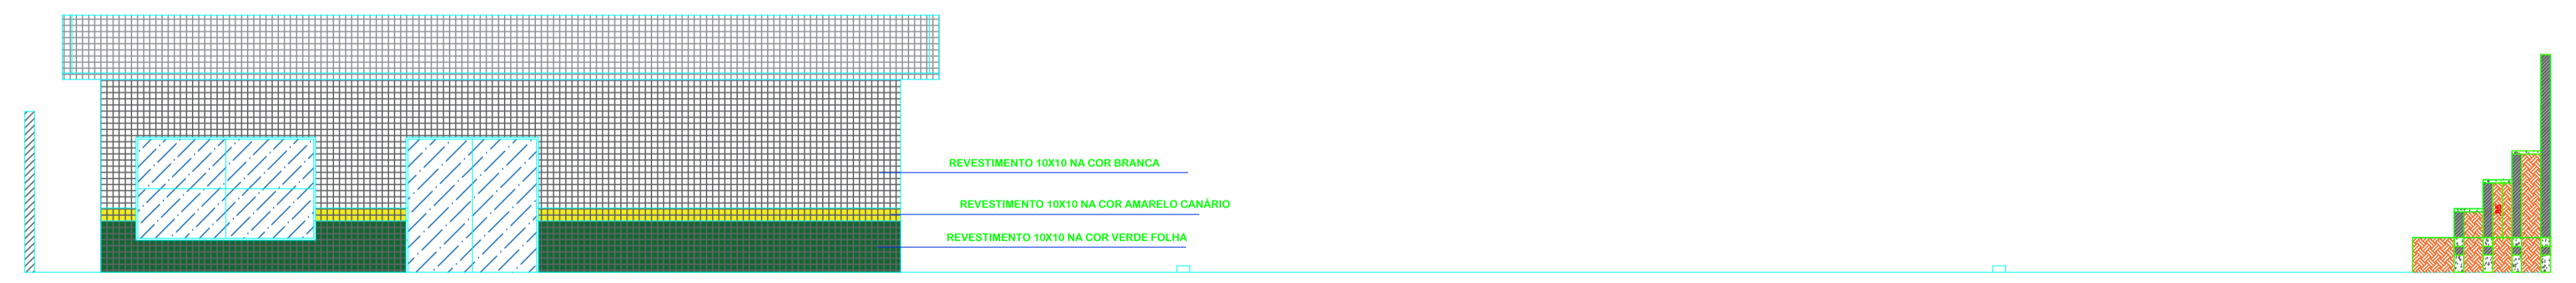 REVESTIMENTO 10X10 NA COR BRANCA
REVESTIMENTO 10X10 NA COR AMARELO CANÁRIO
REVESTIMENTO 10X10 NA COR VERDE FOLHA